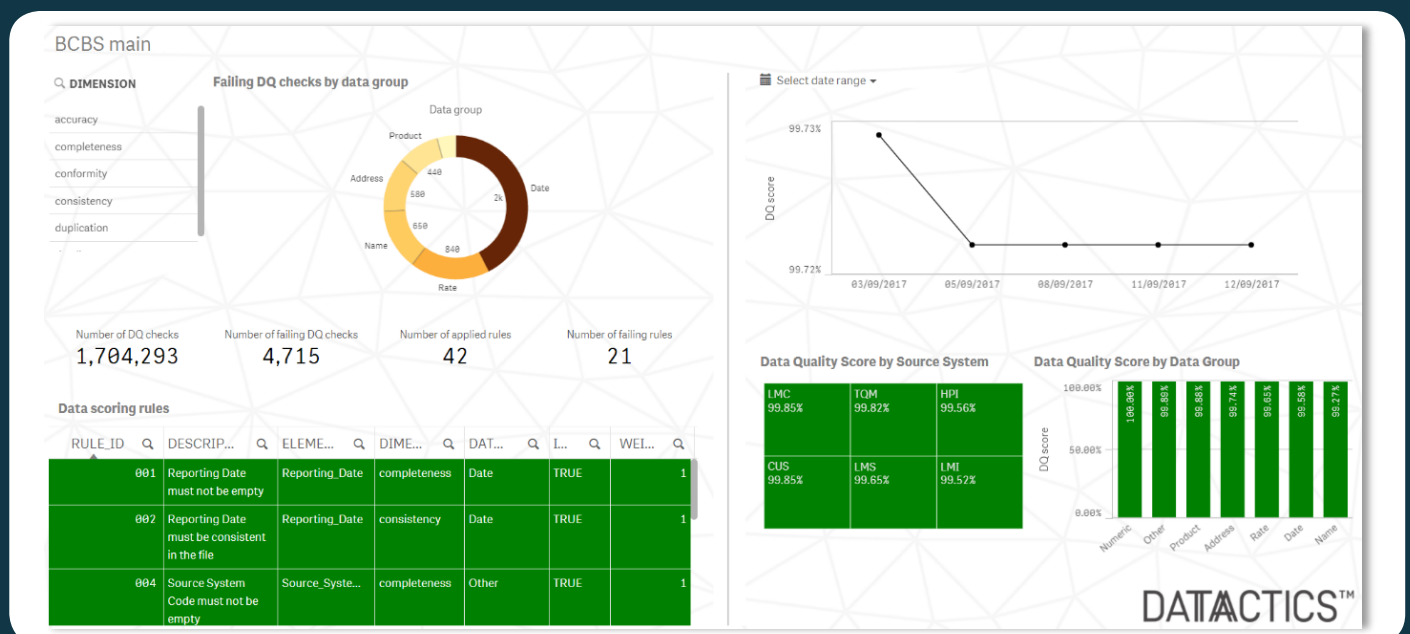 BCBS main
DIMENSION
accuracy
completeness
conformity
consistency
duplication
Failing DQ checks by data group
Data group
Product
Address
Name
Rate
Date
440
580
650
840
2k
Number of DQ checks
1,704,293
Number of failing DQ checks
4,715
Number of applied rules
42
Number of failing rules
21
Data scoring rules
RULE_ID DESCRIP... ELEME... DIME... DAT... I... WEI...
001 Reporting Date must not be empty Reporting_Date completeness Date TRUE 1
002 Reporting Date must be consistent in the file Reporting_Date consistency Date TRUE 1
004 Source System Code must not be empty Source_Syste... completeness Other TRUE 1
Select date range
99.73%
DQ score
99.72%
03/09/2017 05/09/2017 08/09/2017 11/09/2017 12/09/2017
Data Quality Score by Source System
LMC
99.85%
TQM
99.82%
HPI
99.56%
CUS
99.85%
LMS
99.65%
LMI
99.52%
Data Quality Score by Data Group
100.00%
50.00%
0.00%
DQ score
100.00% 99.89% 99.88% 99.74% 99.65% 99.58% 99.27%
Numeric Other Product Address Rate Date Name
DATACTICS™